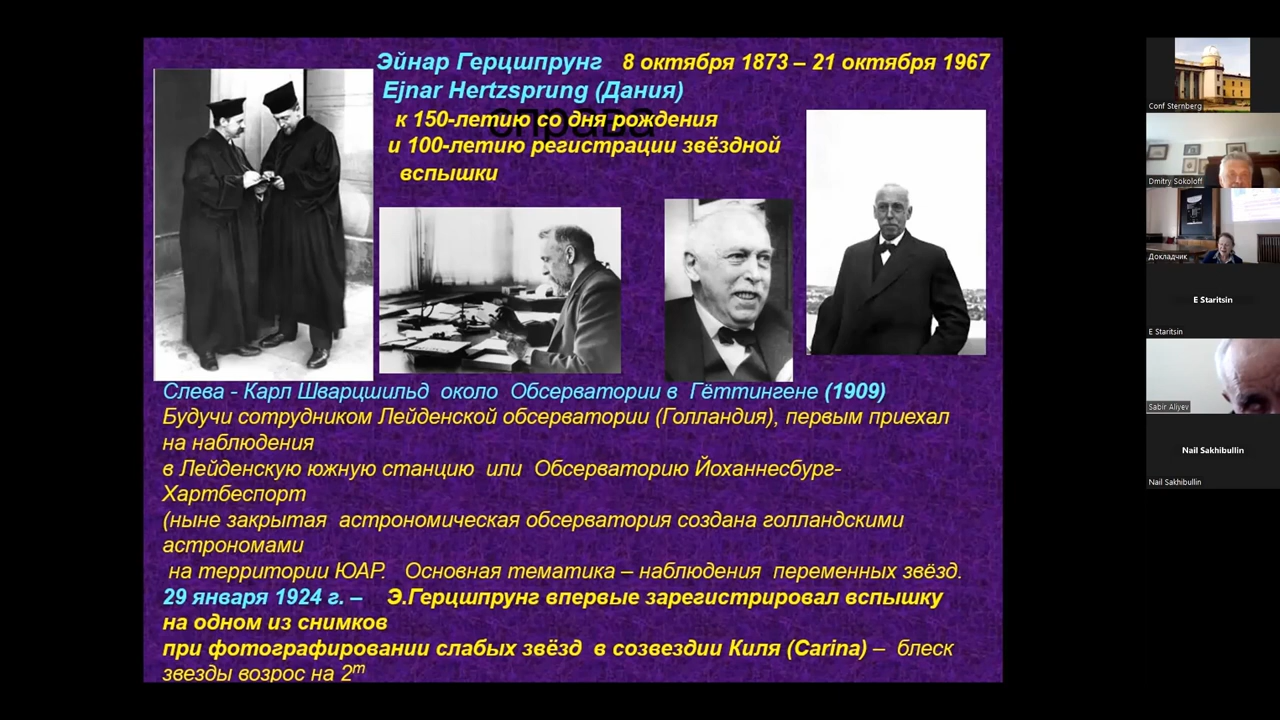 Эйнар Герцшпрунг 8 октября 1873 – 21 октября 1967
Ejnar Hertzsprung (Дания)
к 150-летию со дня рождения
справа
и 100-летию регистрации звёздной
вспышки
Слева - Карл Шварцшильд около Обсерватории в Гёттингене (1909)
Будучи сотрудником Лейденской обсерватории (Голландия), первым приехал
на наблюдения
в Лейденскую южную станцию или Обсерваторию Йоханнесбург-
Хартбеспорт
(ныне закрытая астрономическая обсерватория создана голландскими
астрономами
на территории ЮАР. Основная тематика – наблюдения переменных звёзд.
29 января 1924 г. – Э.Герцшпрунг впервые зарегистрировал вспышку
на одном из снимков
при фотографировании слабых звёзд в созвездии Киля (Carina) – блеск
звезды возрос на 2m
Conf Sternberg
Dmitry Sokoloff
Докладчик
E Staritsin
E Staritsin
Sabir Aliyev
Nail Sakhibullin
Nail Sakhibullin